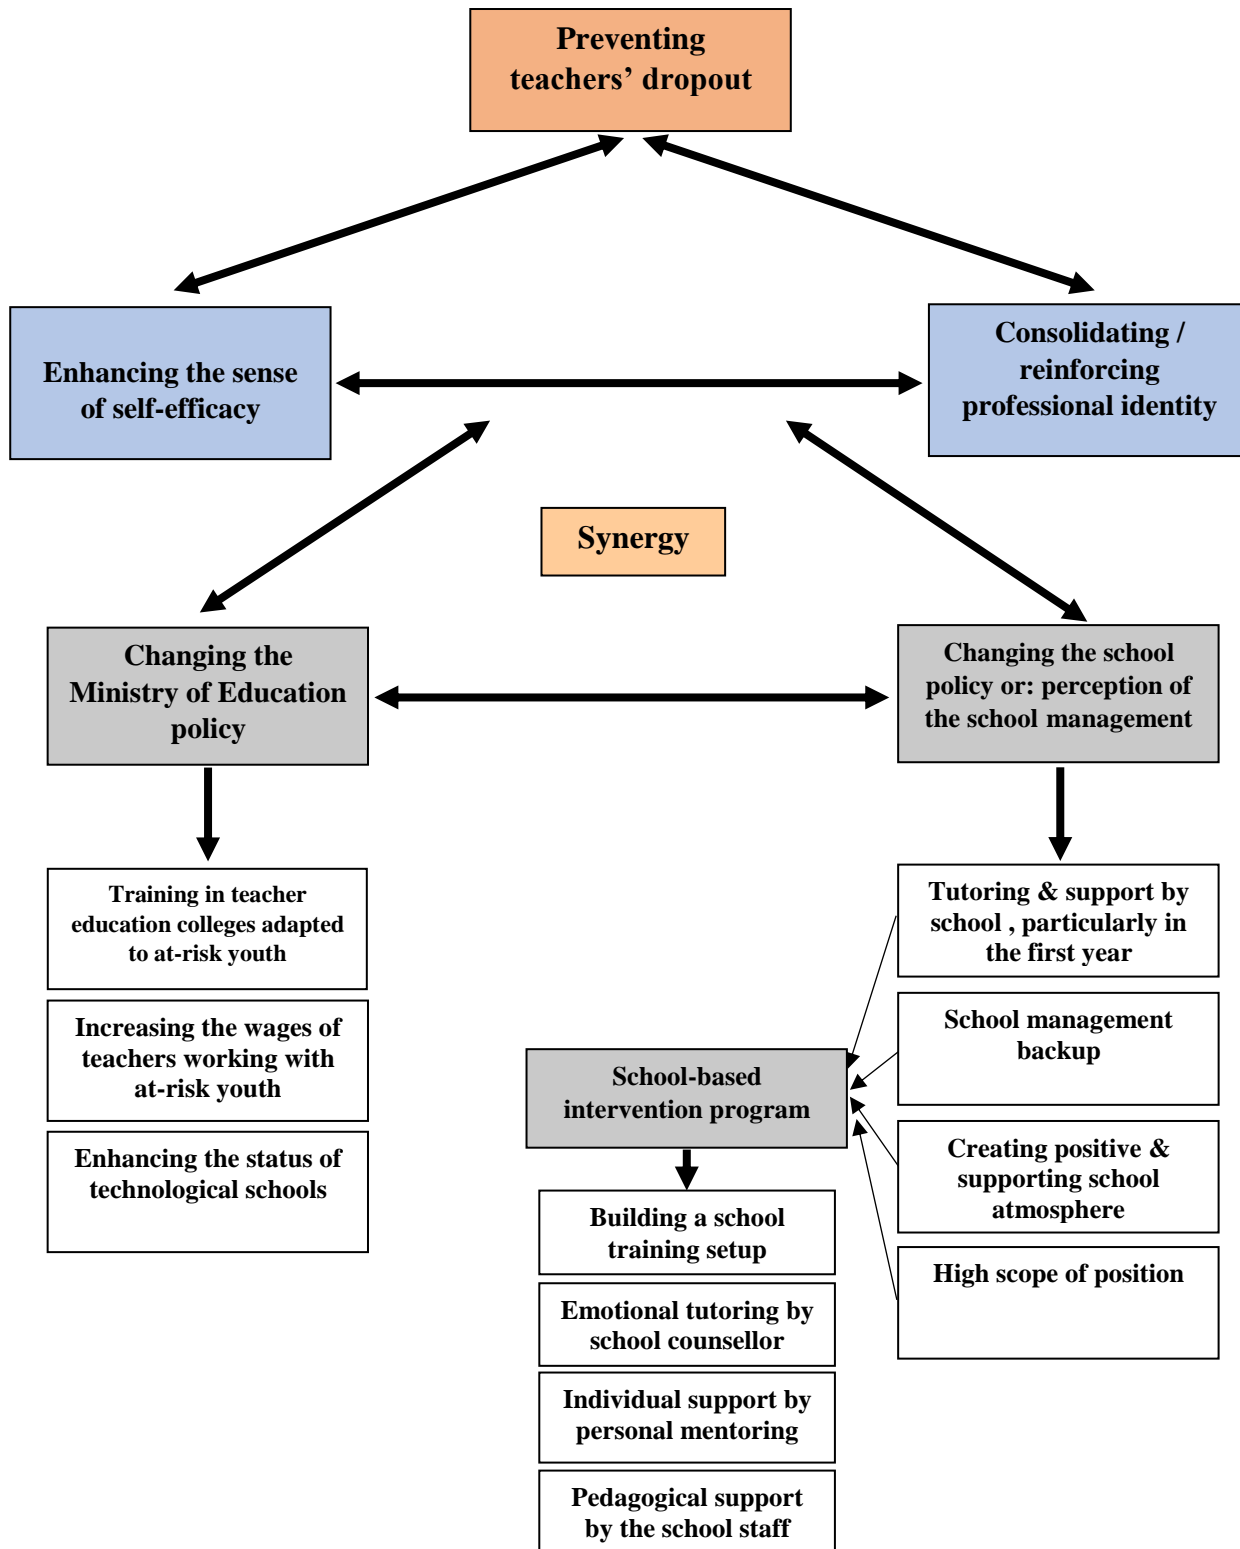 Preventing
teachers’ dropout
Enhancing the sense
of self-efficacy
Consolidating /
reinforcing
professional identity
Synergy
Changing the
Ministry of Education
policy
Changing the school
policy or: perception of
the school management
Training in teacher
education colleges adapted
to at-risk youth
Increasing the wages of
teachers working with
at-risk youth
Enhancing the status of
technological schools
Tutoring & support by
school , particularly in
the first year
School management
backup
Creating positive &
supporting school
atmosphere
High scope of position
School-based
intervention program
Building a school
training setup
Emotional tutoring by
school counsellor
Individual support by
personal mentoring
Pedagogical support
by the school staff